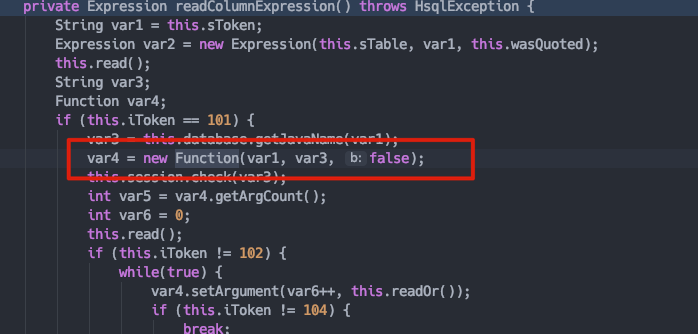 private Expression readColumnExpression() throws HsqlException {
String var1 = this.sToken;
Expression var2 = new Expression(this.sTable, var1, this.wasQuoted);
this.read();
String var3;
Function var4;
if (this.iToken == 101) {
var3 = this.database.getJavaName(var1);
var4 = new Function(var1, var3, b: false);
this.session.check(var3);
int var5 = var4.getArgCount();
int var6 = 0;
this.read();
if (this.iToken != 102) {
while(true) {
var4.setArgument(var6++, this.readOr());
if (this.iToken != 104) {
break;